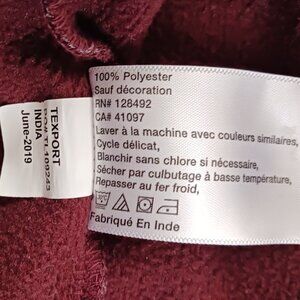 100% Polyester
Sauf décoration
RN# 128492
CA# 41097
Laver à la machine avec couleurs similaires,
Cycle délicat,
Blanchir sans chlore si nécessaire,
Sécher par culbutage à basse température,
Repasser au fer froid,
Fabriqué En Inde
TEXPORT
INDIA
June-2019